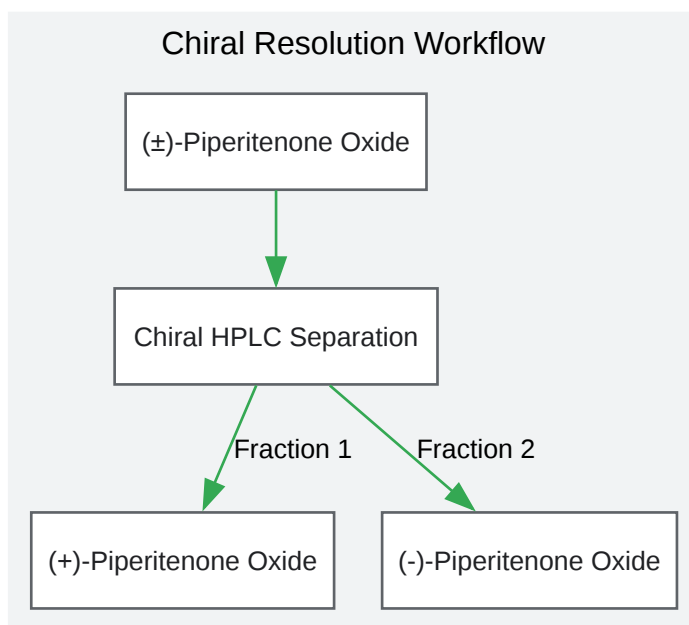 Chiral Resolution Workflow
(±)-Piperitenone Oxide
Chiral HPLC Separation
Fraction 1
Fraction 2
(+)-Piperitenone Oxide
(-)-Piperitenone Oxide